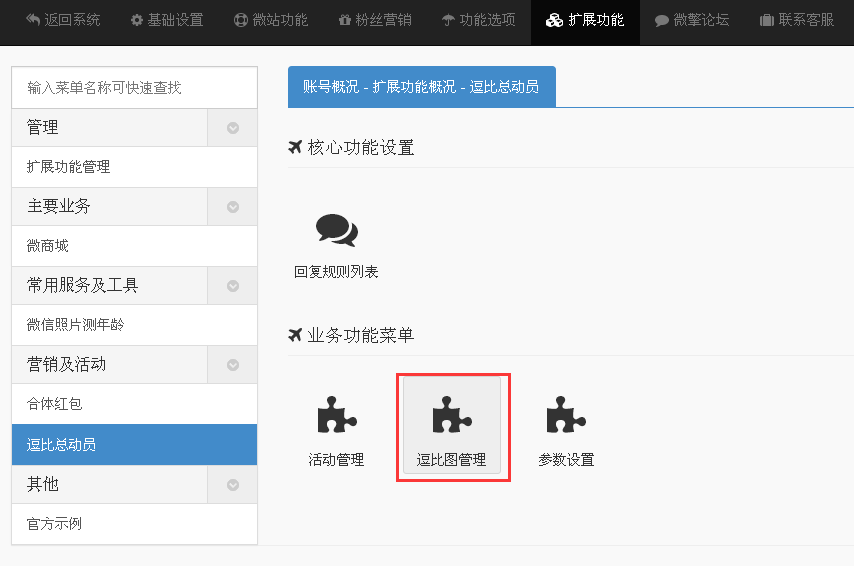 返回系统 基础设置 微站功能 粉丝营销 功能选项 扩展功能 微擎论坛 联系客服
输入菜单名称可快速查找
管理
扩展功能管理
主要业务
微商城
常用服务及工具
微信照片测年龄
营销及活动
合体红包
逗比总动员
其他
官方示例
账号概况 - 扩展功能概况 - 逗比总动员
核心功能设置
回复规则列表
业务功能菜单
活动管理 逗比图管理 参数设置